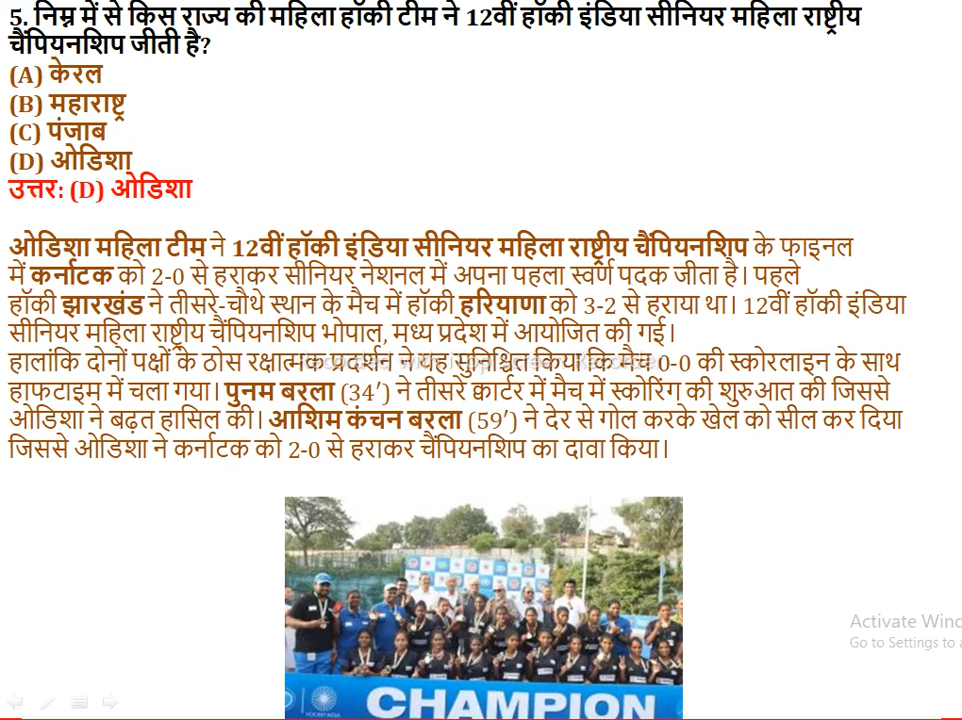 5. निम्न में से किस राज्य की महिला हॉकी टीम ने 12वीं हॉकी इंडिया सीनियर महिला राष्ट्रीय
चैंपियनशिप जीती है?
(A) केरल
(B) महाराष्ट्र
(C) पंजाब
(D) ओडिशा
उत्तर: (D) ओडिशा
ओडिशा महिला टीम ने 12वीं हॉकी इंडिया सीनियर महिला राष्ट्रीय चैंपियनशिप के फाइनल
में कर्नाटक को 2-0 से हराकर सीनियर नेशनल में अपना पहला स्वर्ण पदक जीता है। पहले
हॉकी झारखंड ने तीसरे-चौथे स्थान के मैच में हॉकी हरियाणा को 3-2 से हराया था। 12वीं हॉकी इंडिया
सीनियर महिला राष्ट्रीय चैंपियनशिप भोपाल, मध्य प्रदेश में आयोजित की गई।
हालांकि दोनों पक्षों के ठोस रक्षात्मक प्रदर्शन ने यह सुनिश्चित किया कि मैच 0-0 की स्कोरलाइन के साथ
हाफटाइम में चला गया। पुनम बरला (34′) ने तीसरे क्वार्टर में मैच में स्कोरिंग की शुरुआत की जिससे
ओडिशा ने बढ़त हासिल की। आशिम कंचन बरला (59′) ने देर से गोल करके खेल को सील कर दिया
जिससे ओडिशा ने कर्नाटक को 2-0 से हराकर चैंपियनशिप का दावा किया।
Activate Winc
Go to Settings to
HOCKEY INDIA
CHAMPION